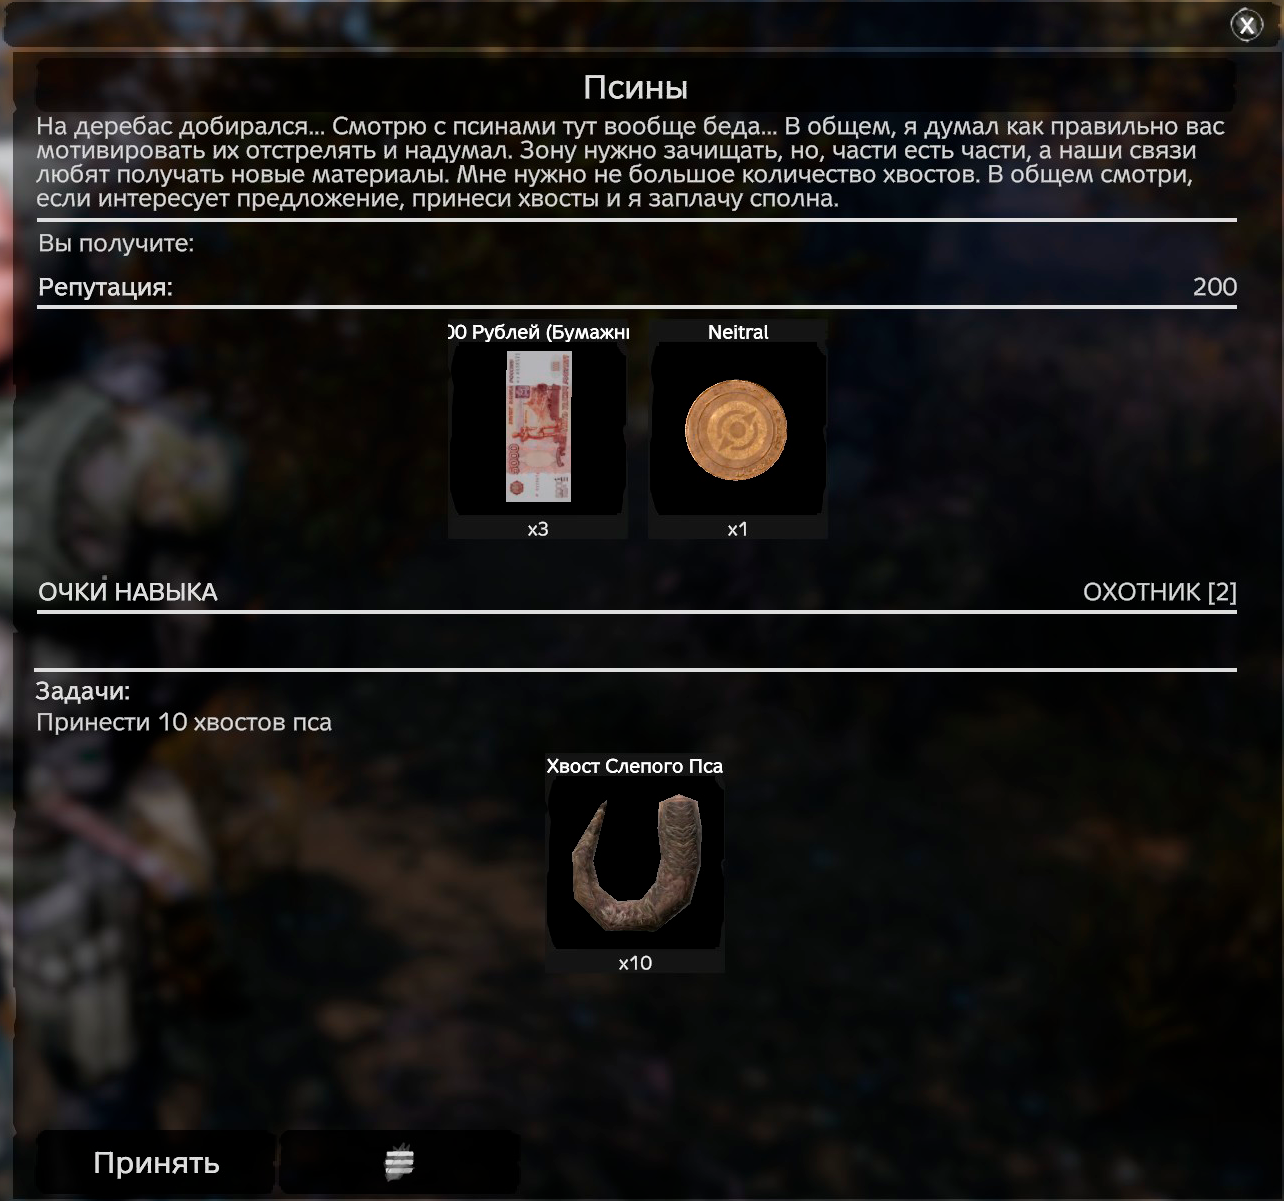 X
Псины
На деребас добирался... Смотрю с псинами тут вообще беда... В общем, я думал как правильно вас
мотивировать их отстрелять и надумал. Зону нужно зачищать, но, части есть части, а наши связи
любят получать новые материалы. Мне нужно не большое количество хвостов. В общем смотри,
если интересует предложение, принеси хвосты и я заплачу сполна.
Вы получите:
Репутация: 200
00 Рублей (Бумажн
Neitral
x3
x1
ОЧКИ НАВЫКА ОХОТНИК [2]
Задачи:
Принести 10 хвостов пса
Хвост Слепого Пса
x10
Принять